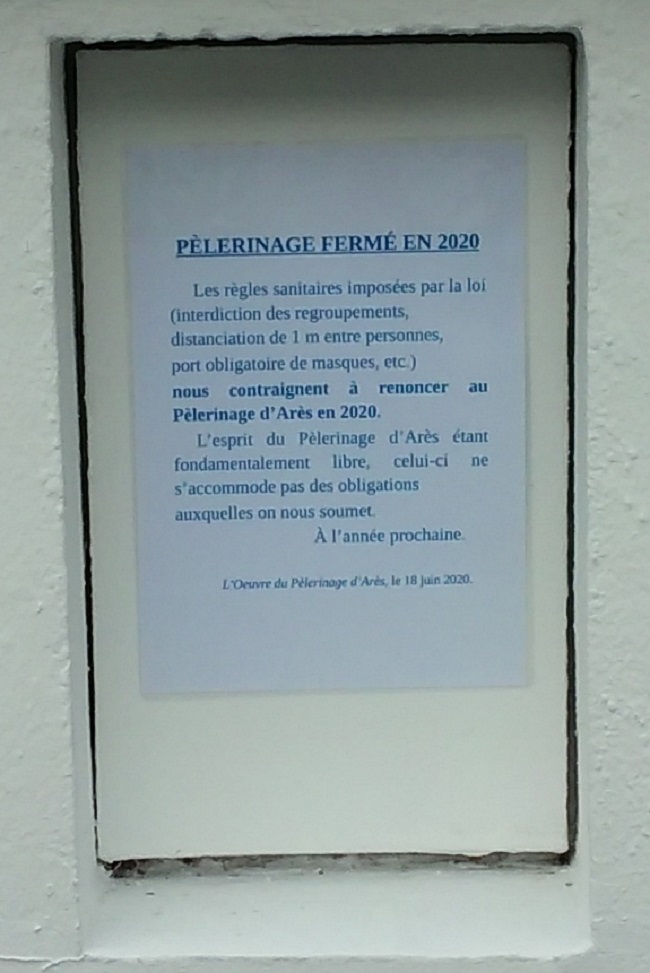 PÈLERINAGE FERMÉ EN 2020
Les règles sanitaires imposées par la loi
(interdiction des regroupements,
distanciation de 1 m entre personnes,
port obligatoire de masques, etc.)
nous contraignent à renoncer au
Pèlerinage d'Arès en 2020.
L'esprit du Pèlerinage d'Arès étant
fondamentalement libre, celui-ci ne
s'accommode pas des obligations
auxquelles on nous soumet.
À l'année prochaine.
L'Oeuvre du Pèlerinage d'Arès, le 18 juin 2020.